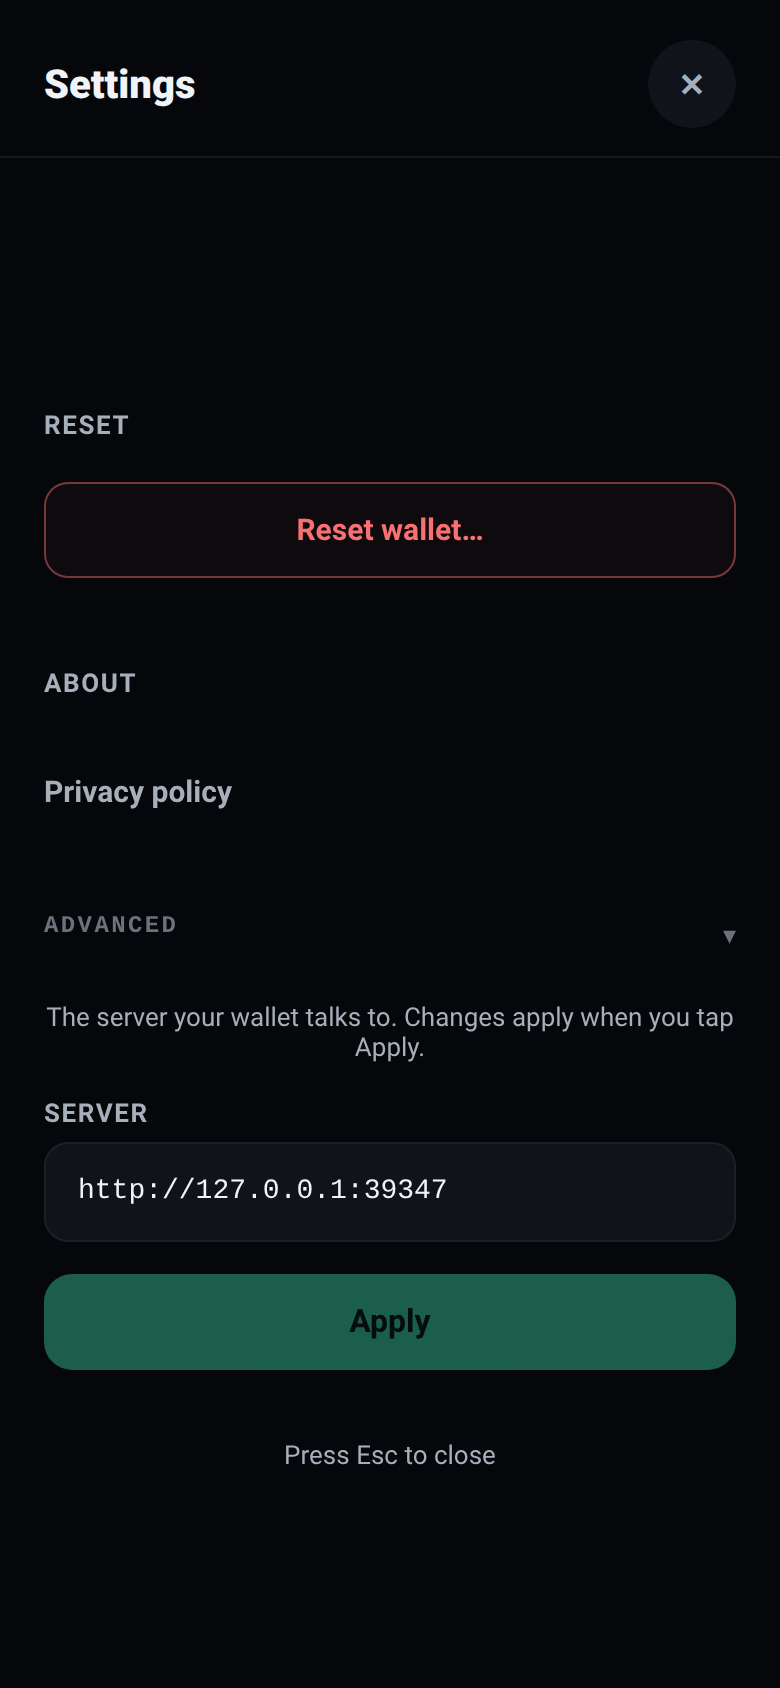 Settings
✕
RESET
Reset wallet…
ABOUT
Privacy policy
ADVANCED
▼
The server your wallet talks to. Changes apply when you tap
Apply.
SERVER
http://127.0.0.1:39347
Apply
Press Esc to close